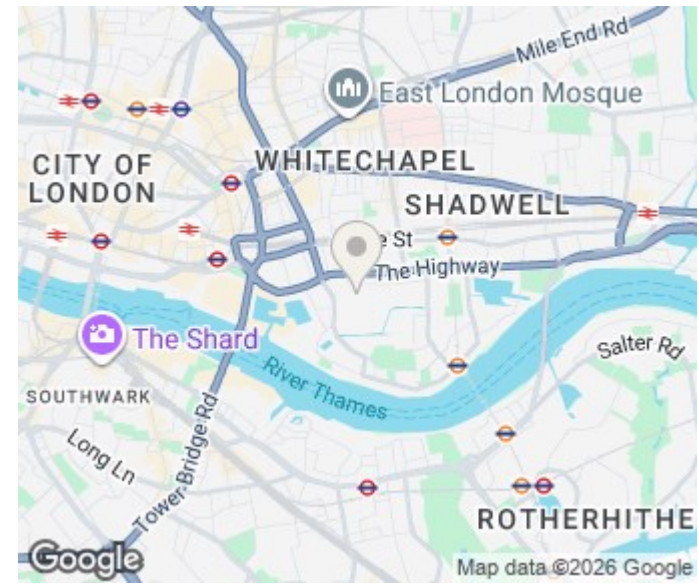 Mile End Rd
East London Mosque
CITY OF
LONDON
WHITECHAPEL
SHADWELL
e St
The Highway
The Shard
River Thames
Salter Rd
SOUTHWARK
Long Ln
Tower Bridge Rd
ROTHERHITHE
Google
Map data ©2026 Google